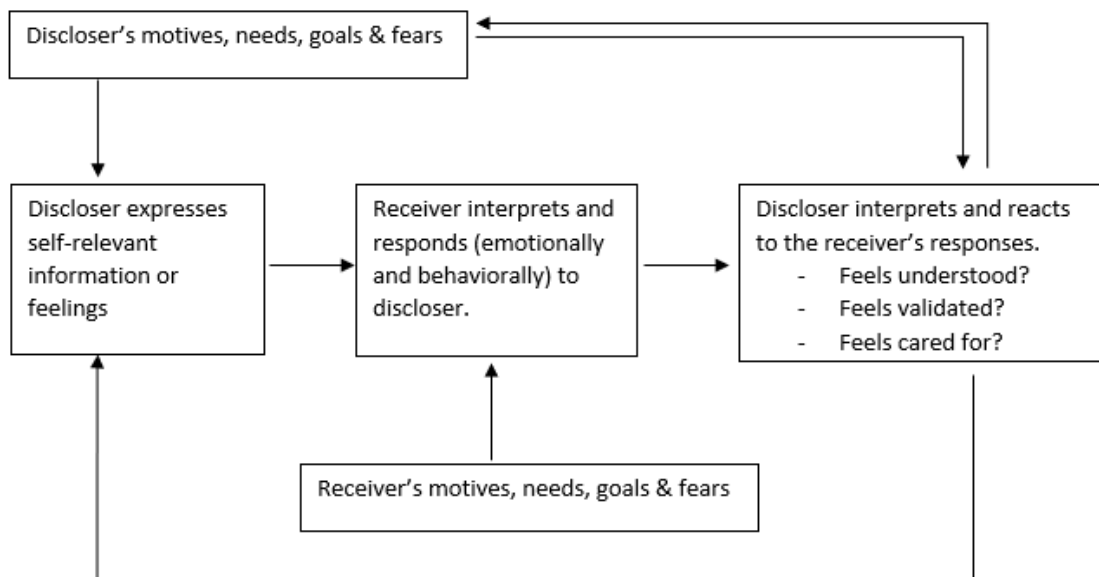 Discloser’s motives, needs, goals & fears
Discloser expresses
self-relevant
information or
feelings
Receiver interprets and
responds (emotionally
and behaviorally) to
discloser.
Discloser interprets and reacts
to the receiver’s responses.
- Feels understood?
- Feels validated?
- Feels cared for?
Receiver’s motives, needs, goals & fears